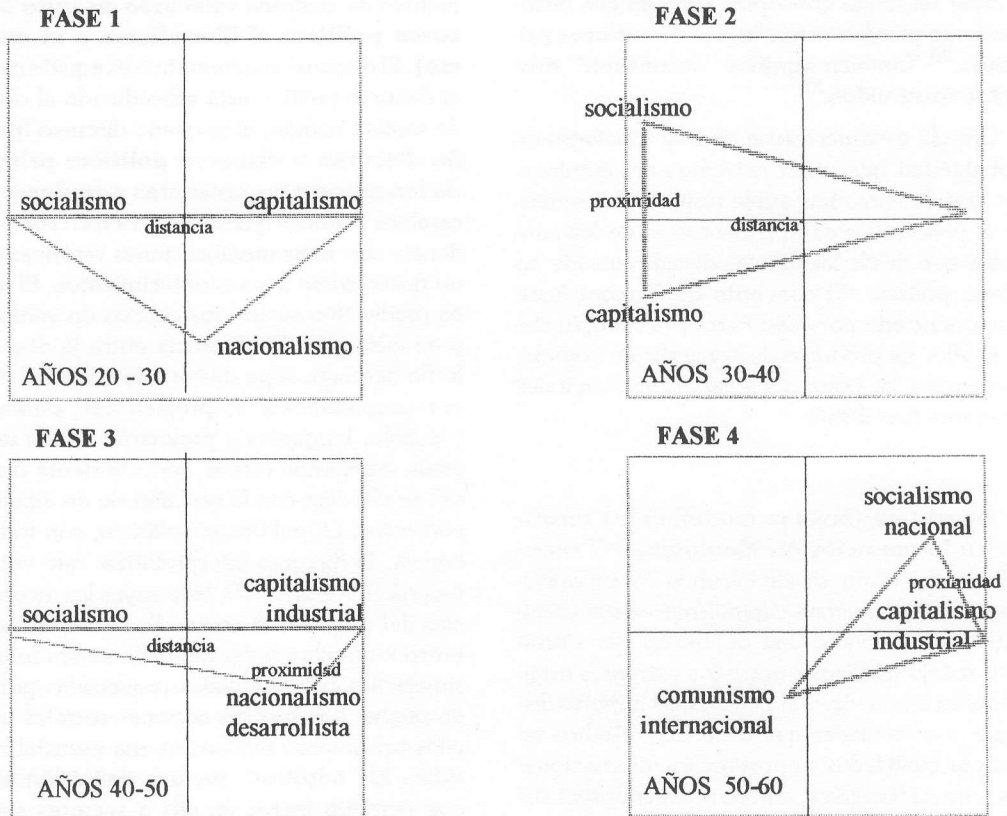 FASE 1
socialismo capitalismo
distancia
nacionalismo
AÑOS 20 - 30
FASE 2
socialismo
proximidad
distancia
capitalismo
AÑOS 30-40
FASE 3
capitalismo
socialismo industrial
distancia
proximidad
nacionalismo
desarrollista
AÑOS 40-50
FASE 4
socialismo
nacional
proximidad
capitalismo
industrial
comunismo
internacional
AÑOS 50-60